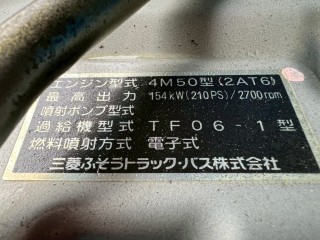 エンジン型式 4M50型(2AT6)
最高出力 154kW(210PS)/2700rpm
噴射ポンプ型式
過給機型式 TF06-1型
燃料噴射方式 電子式
三菱ふそうトラック・バス株式会社